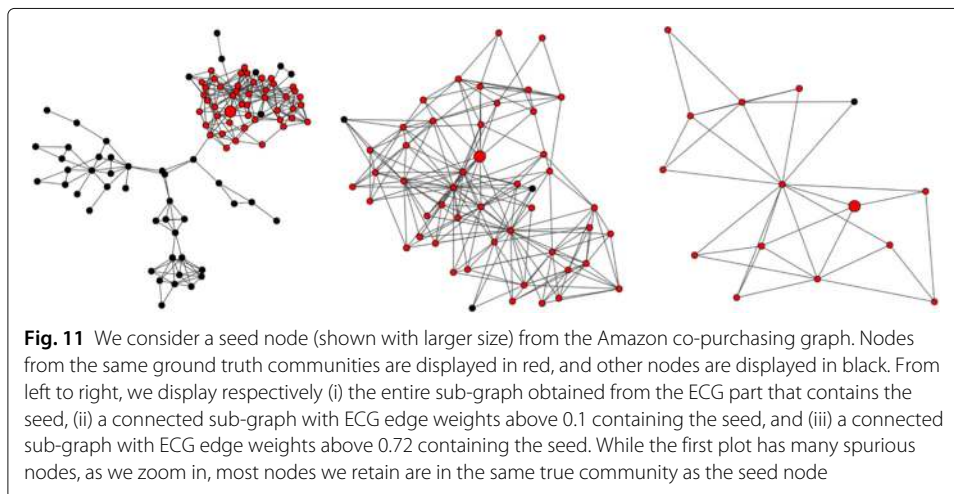 Fig. 11 We consider a seed node (shown with larger size) from the Amazon co-purchasing graph. Nodes
from the same ground truth communities are displayed in red, and other nodes are displayed in black. From
left to right, we display respectively (i) the entire sub-graph obtained from the ECG part that contains the
seed, (ii) a connected sub-graph with ECG edge weights above 0.1 containing the seed, and (iii) a connected
sub-graph with ECG edge weights above 0.72 containing the seed. While the first plot has many spurious
nodes, as we zoom in, most nodes we retain are in the same true community as the seed node